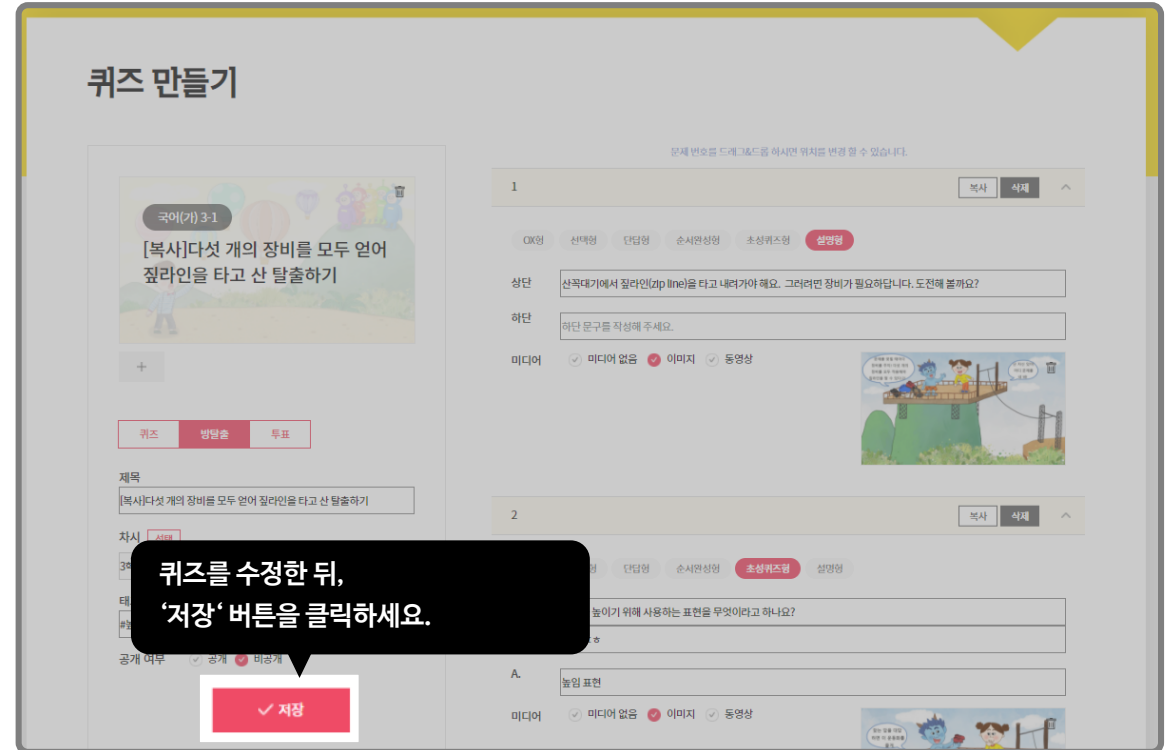 퀴즈 만들기
문제 번호를 드래그&드롭 하시면 위치를 변경 할 수 있습니다.
국어(가) 3-1
[복사]다섯 개의 장비를 모두 얻어
짚라인을 타고 산 탈출하기
+
퀴즈 방탈출 투표
제목
[복사]다섯 개의 장비를 모두 얻어 짚라인을 타고 산 탈출하기
차시 선택
공개 여부 공개 비공개
저장
퀴즈를 수정한 뒤,
‘저장‘ 버튼을 클릭하세요.
1 복사 삭제
OX형 선택형 단답형 순서완성형 초성퀴즈형 설명형
상단 산꼭대기에서 짚라인(zip line)을 타고 내려가야 해요. 그러려면 장비가 필요하답니다. 도전해 볼까요?
하단 하단 문구를 작성해 주세요.
미디어 미디어 없음 이미지 동영상
2 복사 삭제
단답형 순서완성형 초성퀴즈형 설명형
높이기 위해 사용하는 표현을 무엇이라고 하나요?
A. 높임 표현
미디어 미디어 없음 이미지 동영상